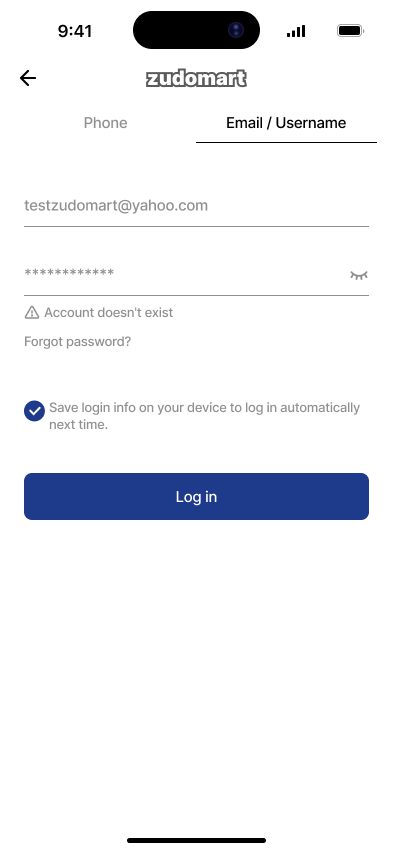 9:41
zudomart
Phone
Email / Username
testzudomart@yahoo.com
************
Account doesn't exist
Forgot password?
Save login info on your device to log in automatically
next time.
Log in